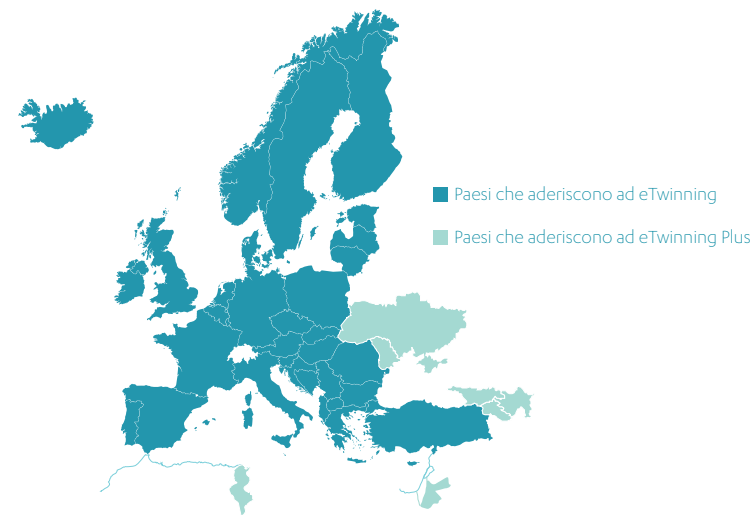 Paesi che aderiscono ad eTwinning
Paesi che aderiscono ad eTwinning Plus